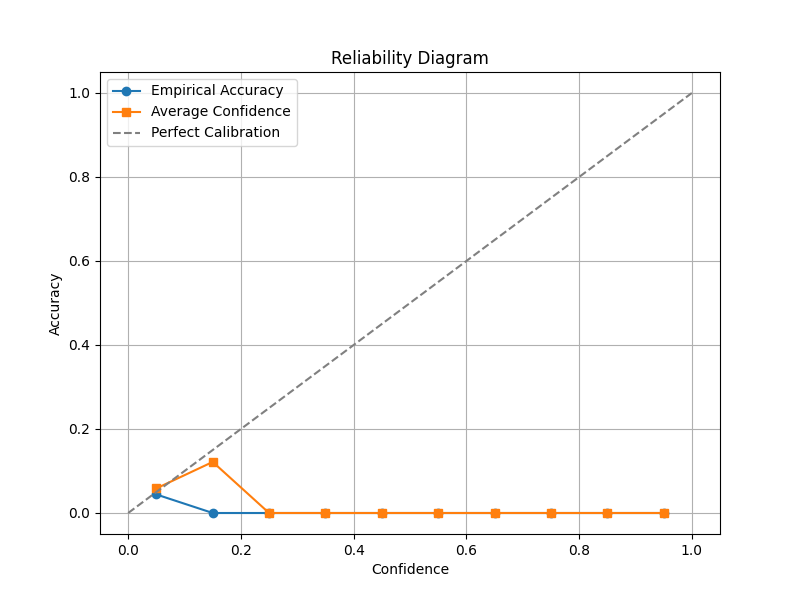 Reliability Diagram
Empirical Accuracy
Average Confidence
Perfect Calibration
Accuracy
1.0
0.8
0.6
0.4
0.2
0.0
0.0 0.2 0.4 0.6 0.8 1.0
Confidence